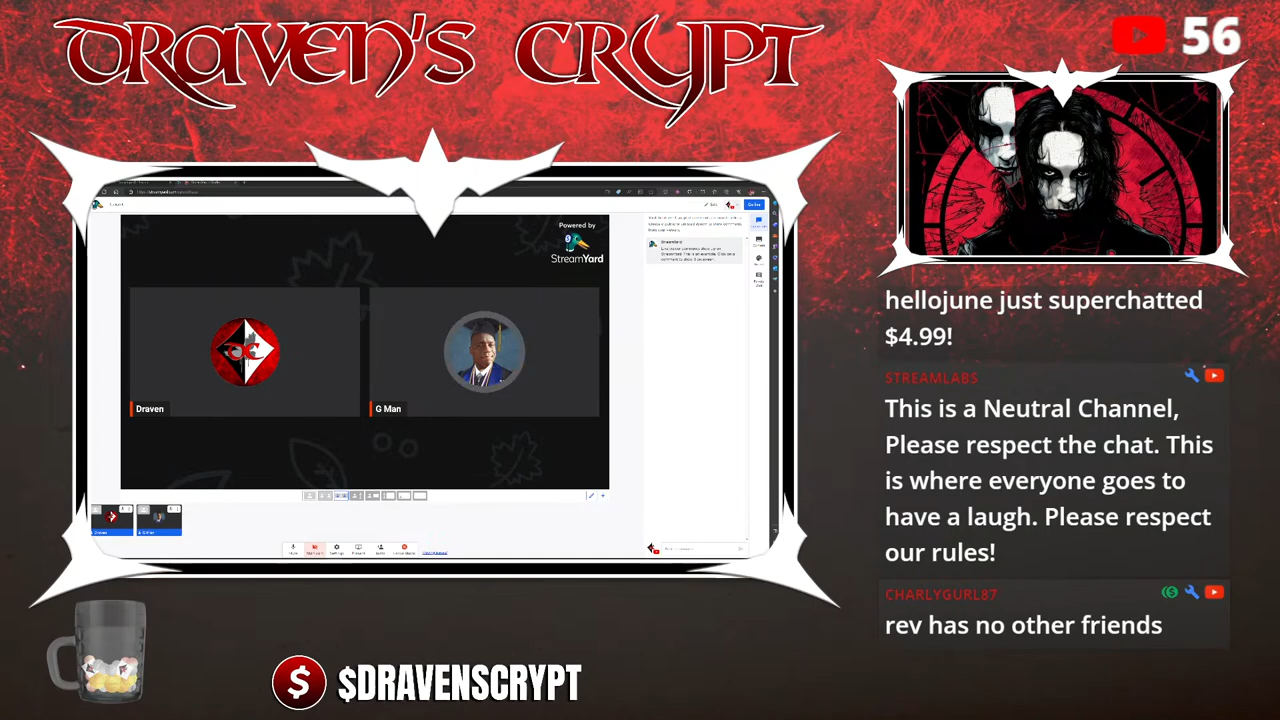 DRAVEN'S CRYPT
56
Powered by
StreamYard
Draven
G Man
hellojune just superchatted
$4.99!
STREAMLABS
This is a Neutral Channel,
Please respect the chat. This
is where everyone goes to
have a laugh. Please respect
our rules!
CHARLYGURL87
rev has no other friends
$DRAVENSCRYPT